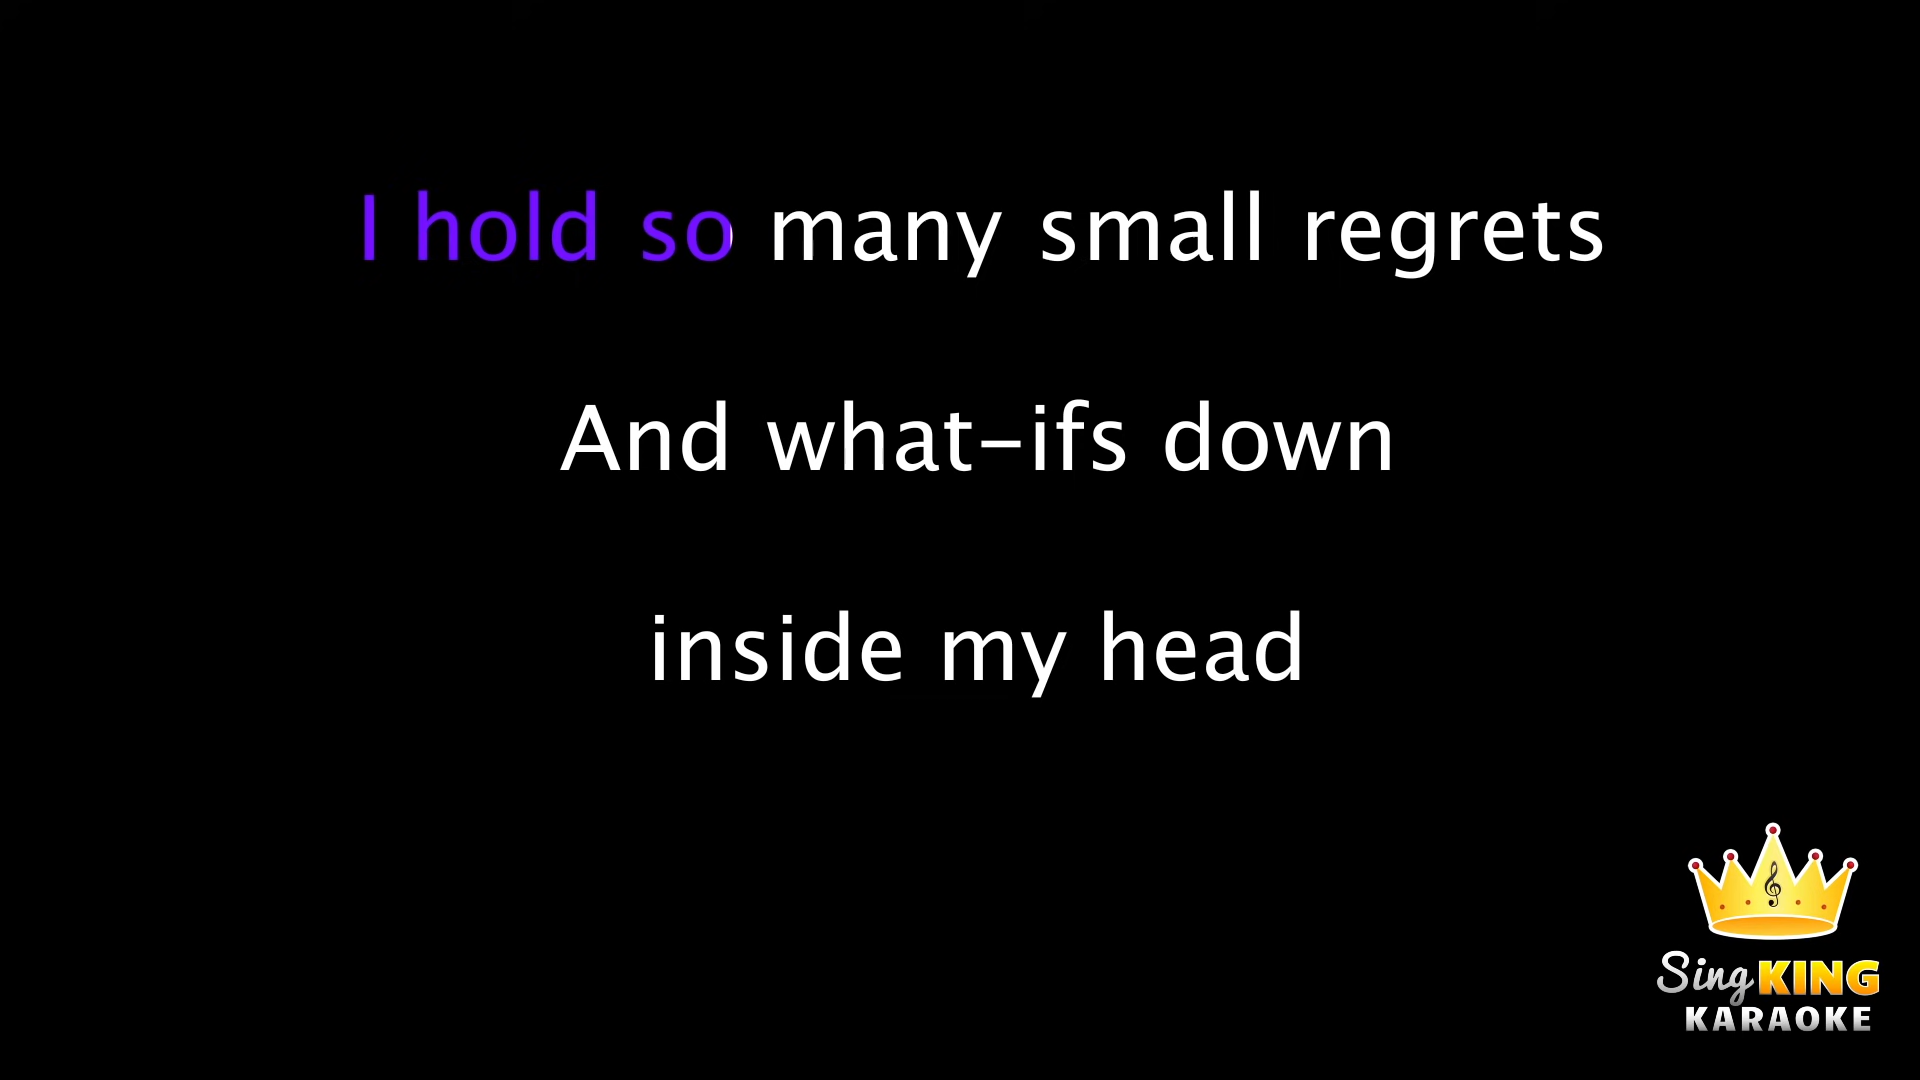 I hold so many small regrets
And what-ifs down
inside my head
Sing KING
KARAOKE